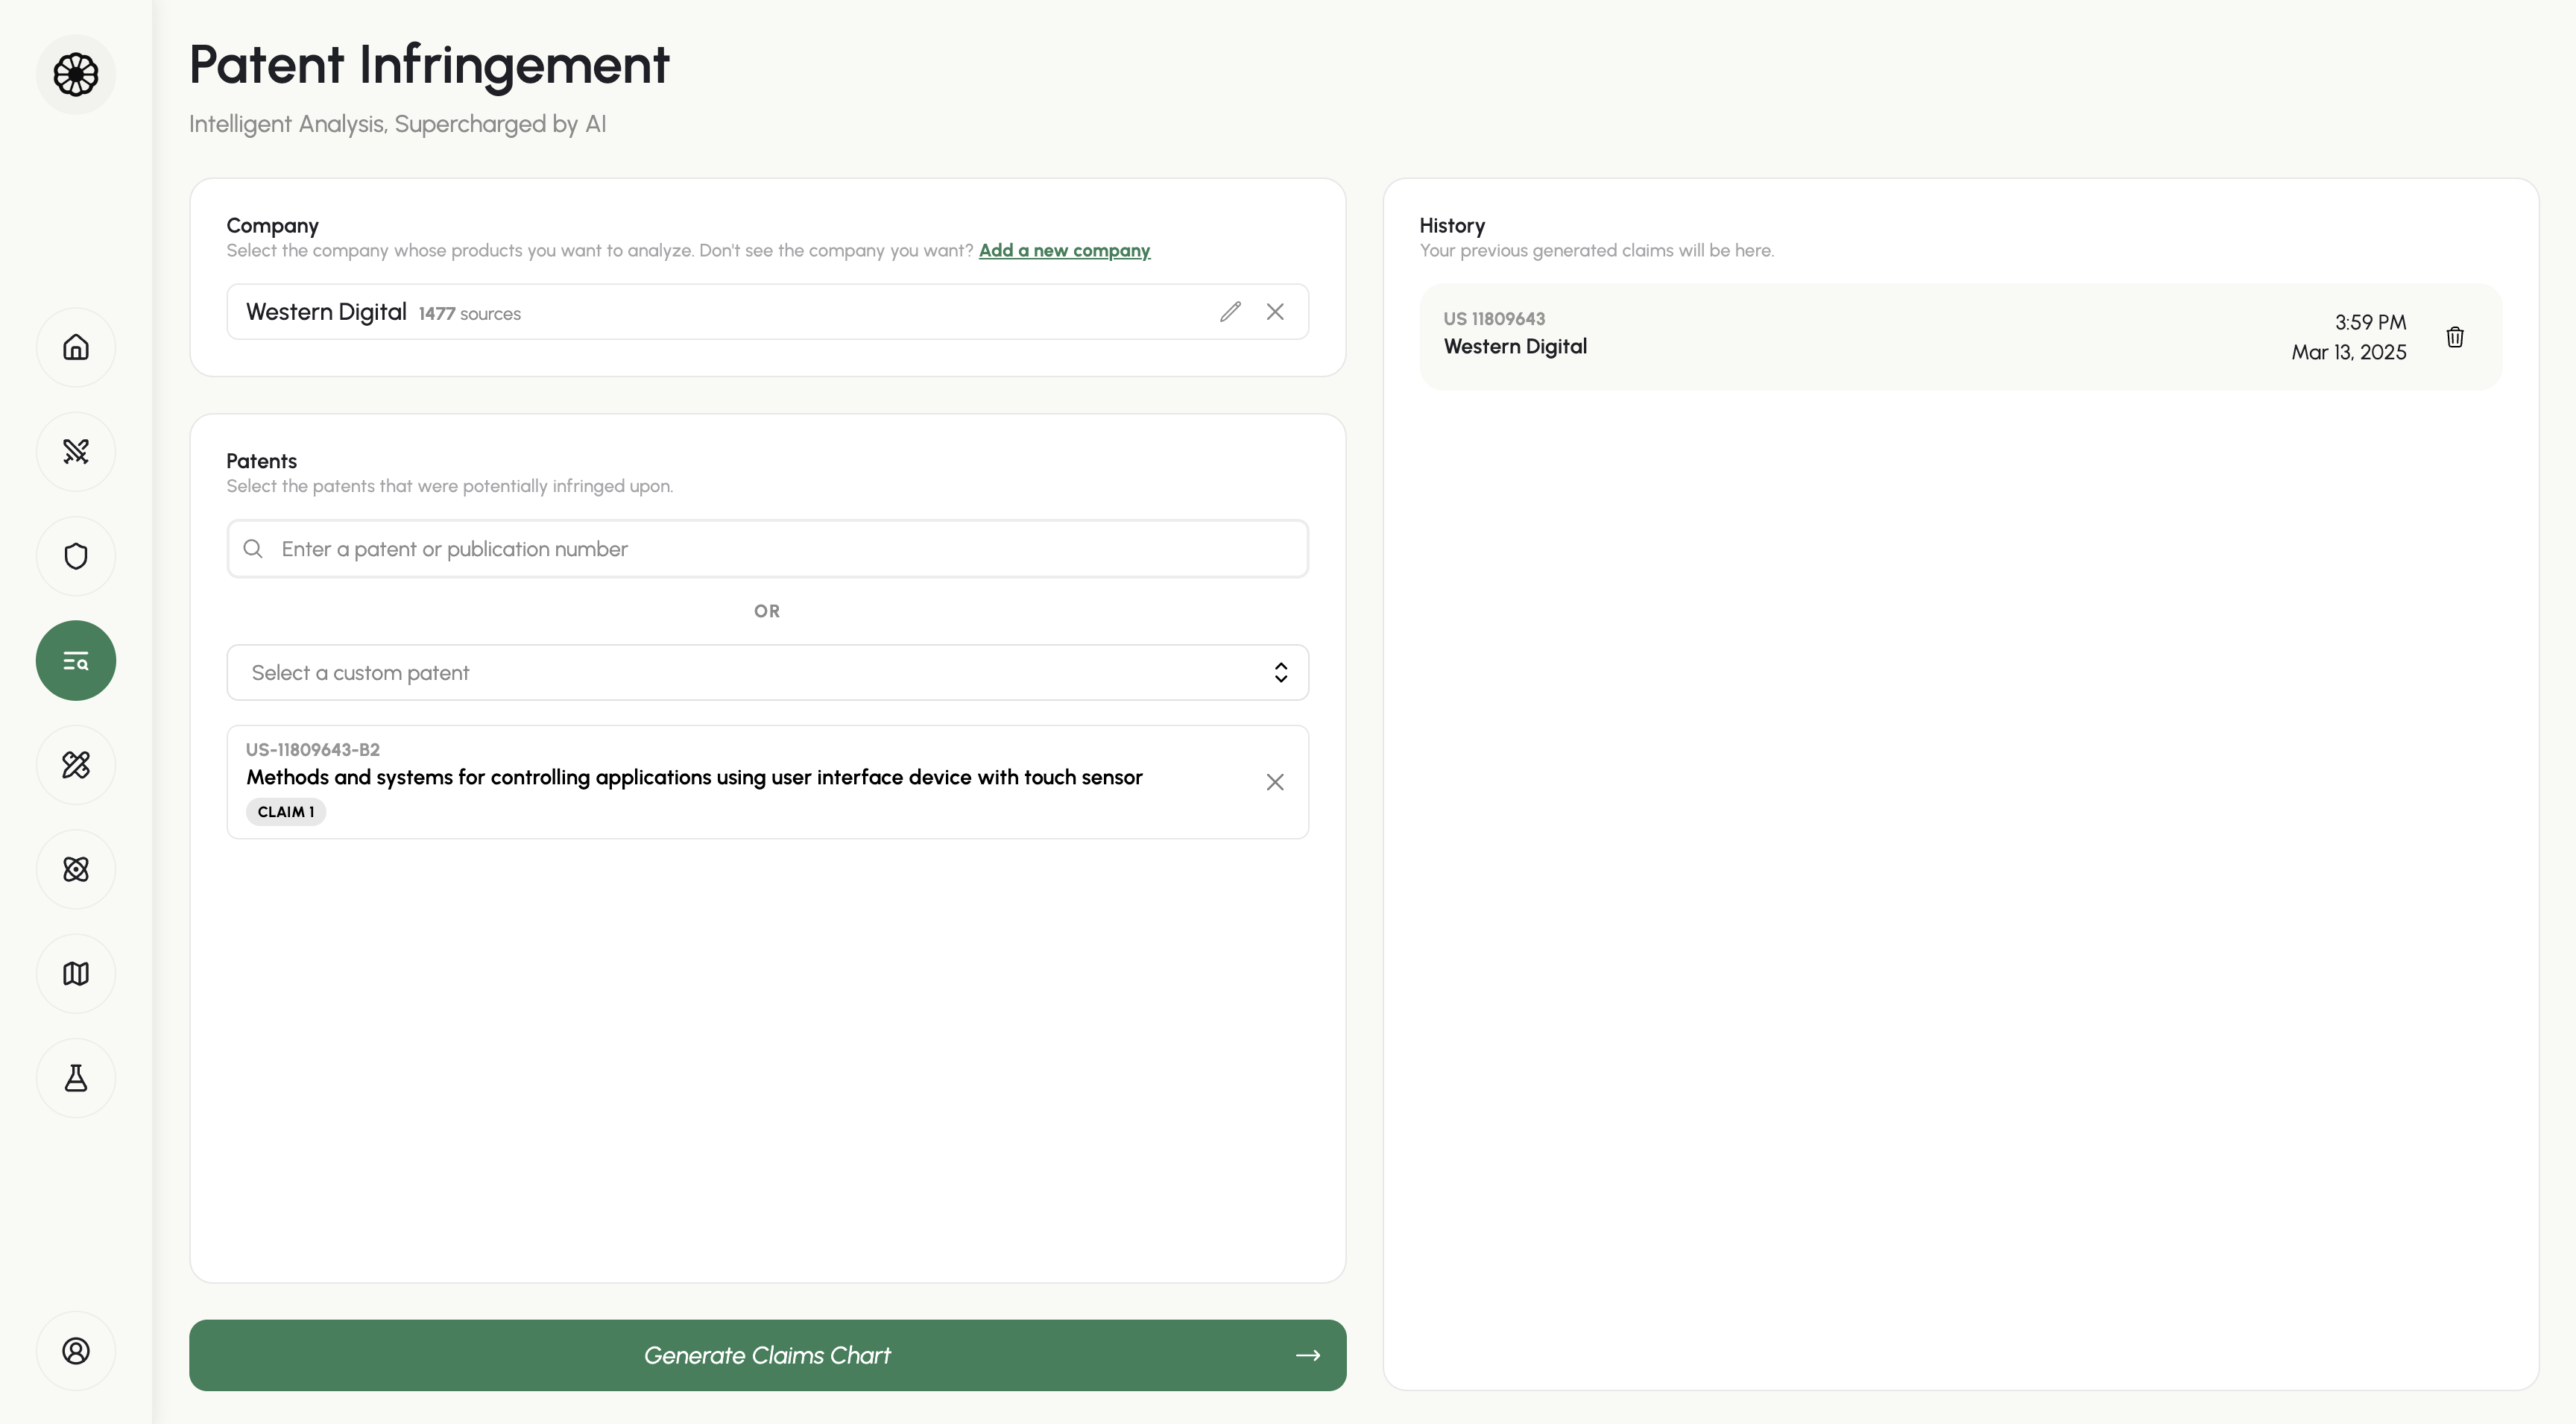 Patent Infringement
Intelligent Analysis, Supercharged by AI
Company
Select the company whose products you want to analyze. Don't see the company you want? Add a new company
Western Digital 1477 sources
Patents
Select the patents that were potentially infringed upon.
Enter a patent or publication number
OR
Select a custom patent
US-11809643-B2
Methods and systems for controlling applications using user interface device with touch sensor
CLAIM 1
Generate Claims Chart
History
Your previous generated claims will be here.
US 11809643
Western Digital
3:59 PM
Mar 13, 2025